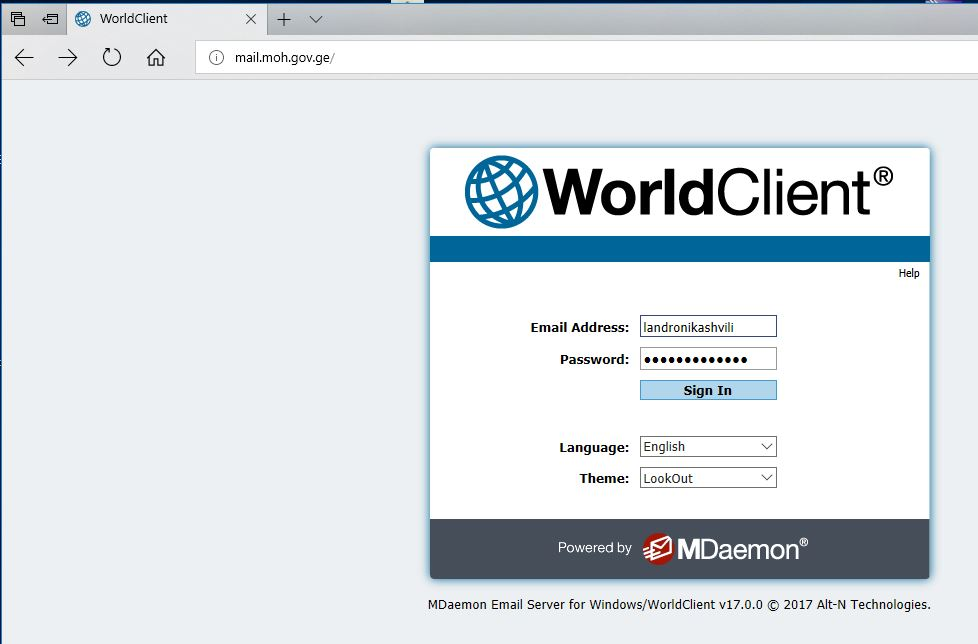 WorldClient
mail.moh.gov.ge/
WorldClient®
Help
Email Address: landronikashvili
Password: •••••••••••••
Sign In
Language: English
Theme: LookOut
Powered by MDaemon®
MDaemon Email Server for Windows/WorldClient v17.0.0 © 2017 Alt-N Technologies.